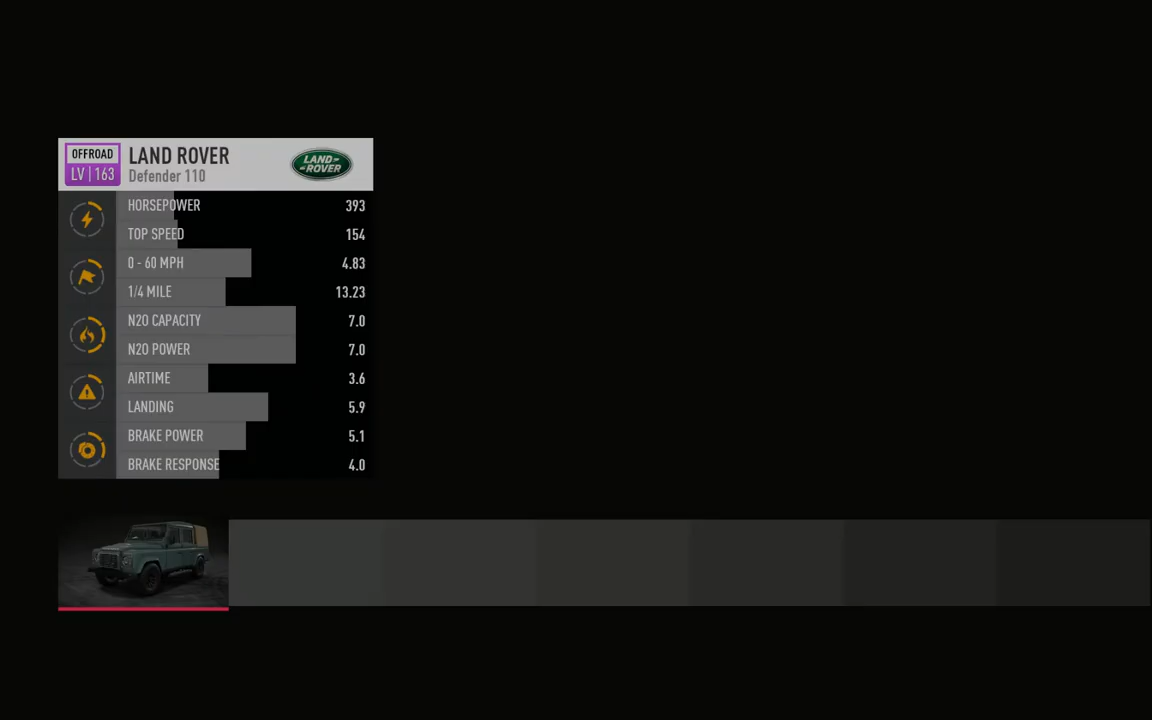 OFFROAD
LV | 163
LAND ROVER
Defender 110
LAND-
-ROVER
HORSEPOWER 393
TOP SPEED 154
0 - 60 MPH 4.83
1/4 MILE 13.23
N2O CAPACITY 7.0
N2O POWER 7.0
AIRTIME 3.6
LANDING 5.9
BRAKE POWER 5.1
BRAKE RESPONSE 4.0